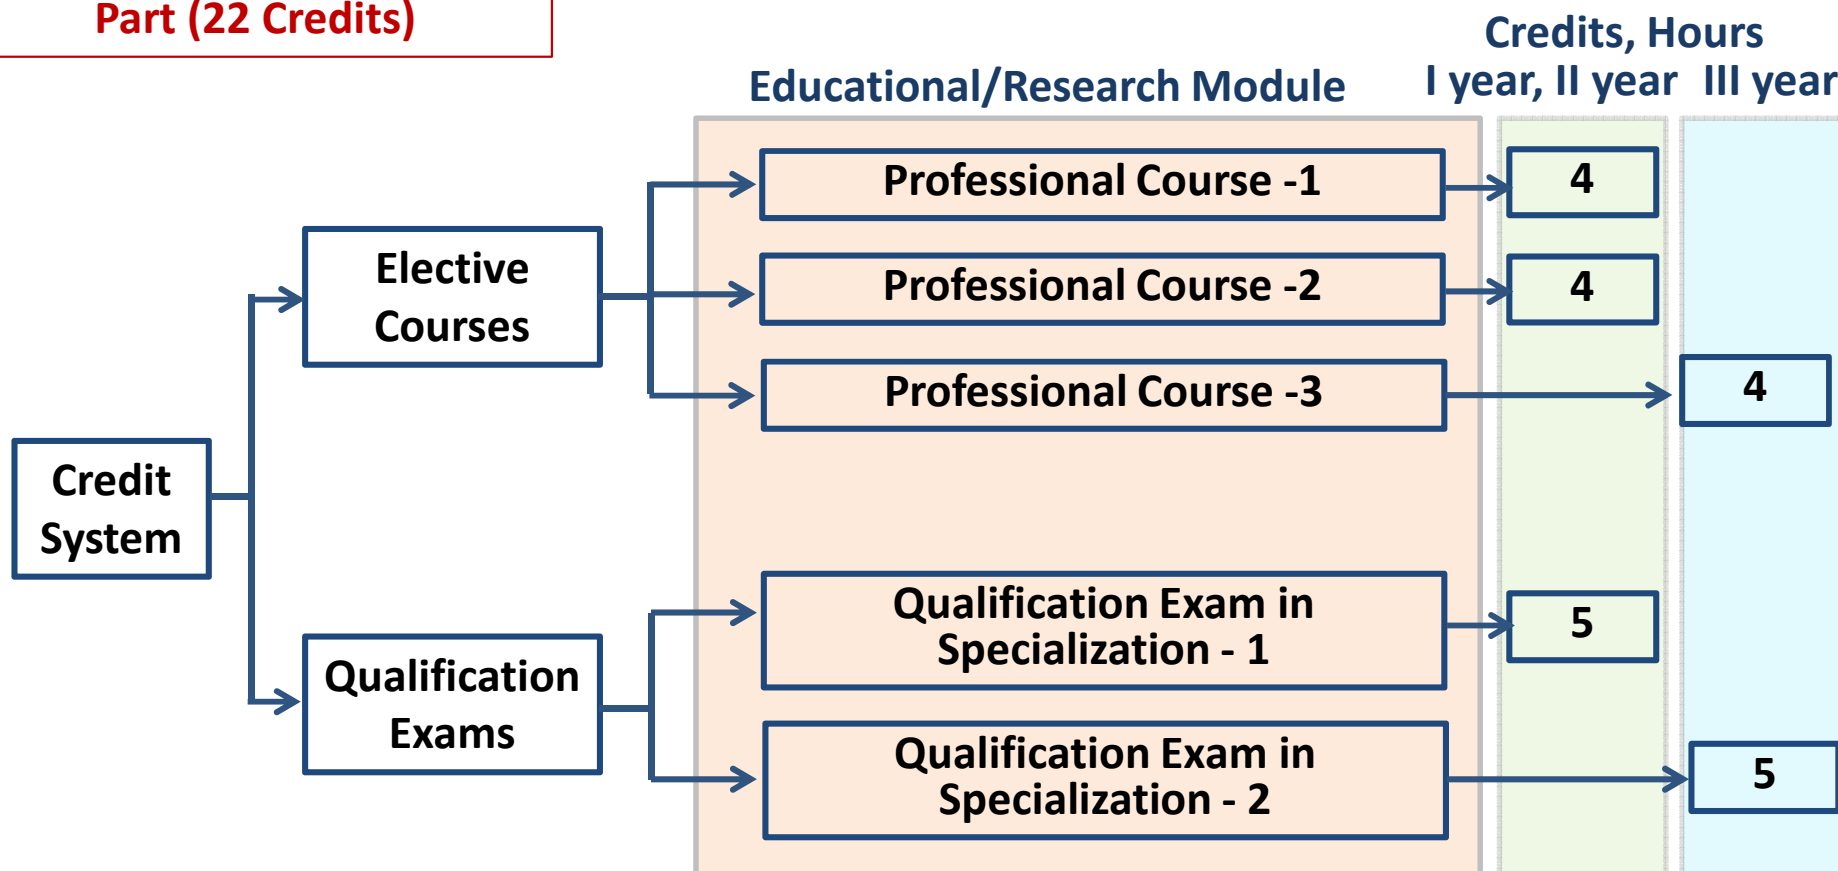 Part (22 Credits)
Credits, Hours
Educational/Research Module
I year, II year III year
Professional Course -1
4
Elective
Courses
Professional Course -2
4
Professional Course -3
4
Credit
System
Qualification Exam in
Specialization - 1
5
Qualification
Exams
Qualification Exam in
Specialization - 2
5